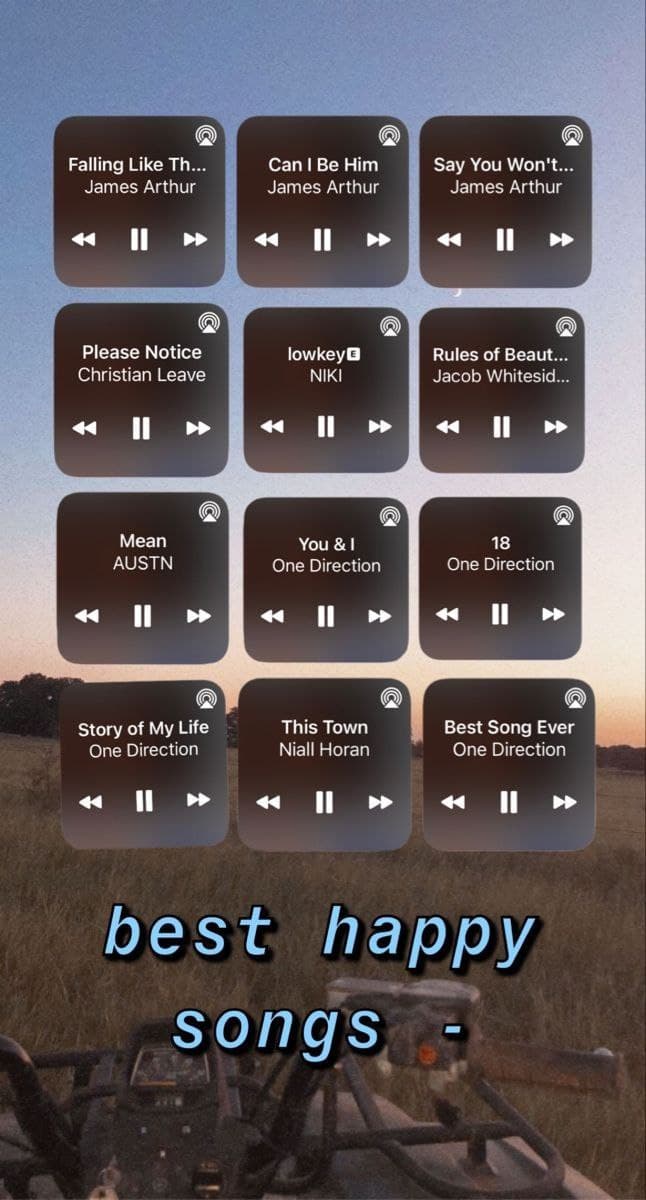 Falling Like Th...
James Arthur
Can I Be Him
James Arthur
Say You Won't...
James Arthur
Please Notice
Christian Leave
lowkey E
NIKI
Rules of Beaut...
Jacob Whitesid...
Mean
AUSTN
You & I
One Direction
18
One Direction
Story of My Life
One Direction
This Town
Niall Horan
Best Song Ever
One Direction
best happy
songs -